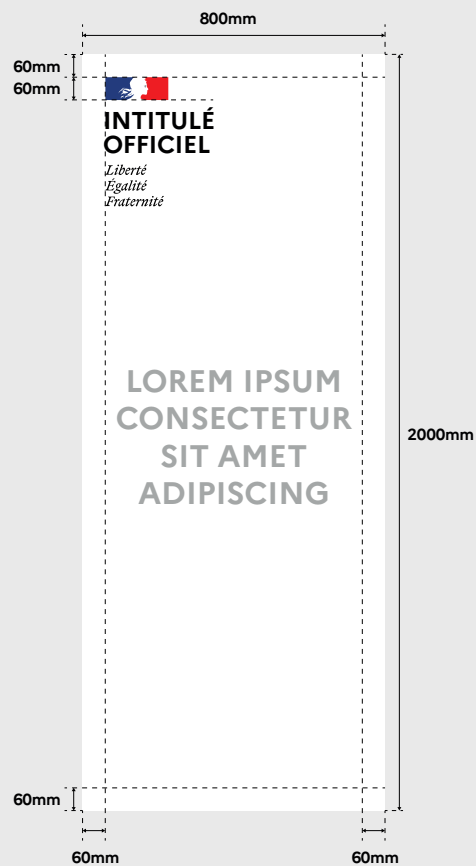 800mm
60mm
60mm
INTITULÉ
OFFICIEL
Liberté
Égalité
Fraternité
LOREM IPSUM
CONSECTETUR
SIT AMET
ADIPISCING
2000mm
60mm
60mm
60mm